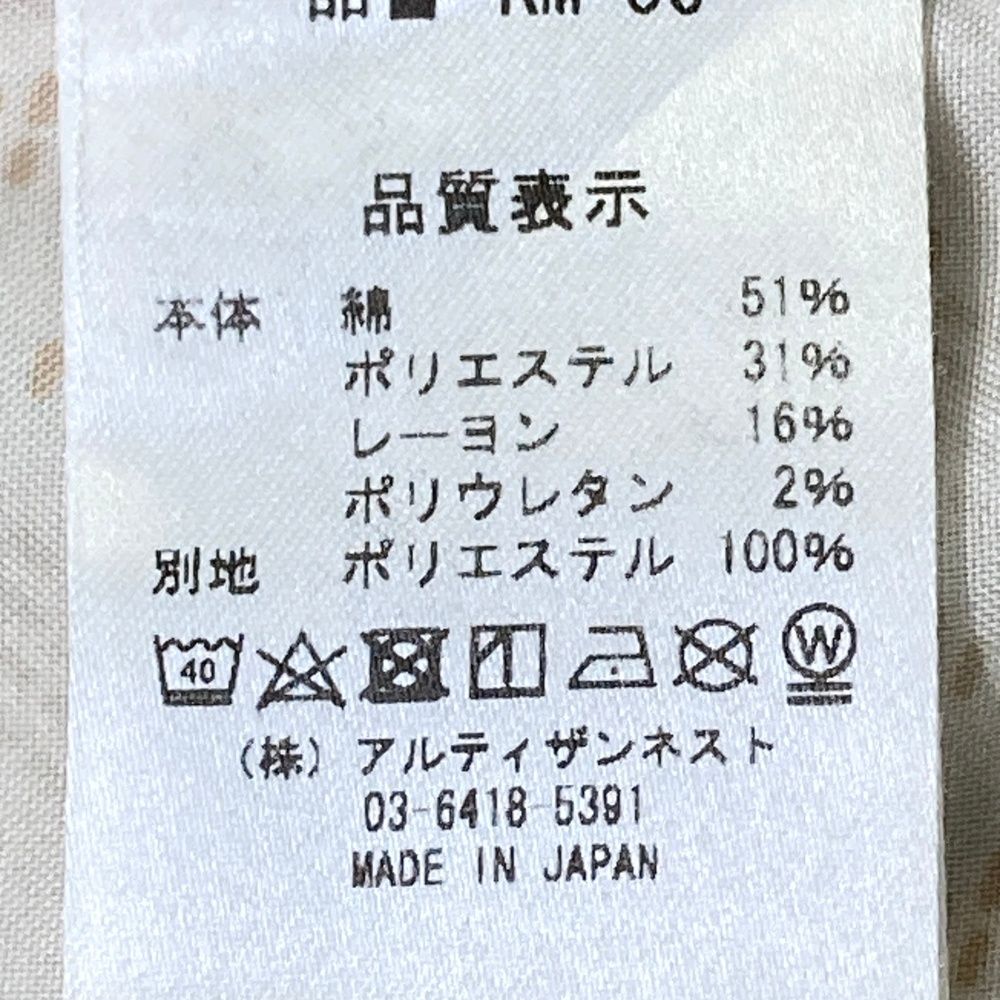 品質表示
本体 綿 51%
ポリエステル 31%
レーヨン 16%
ポリウレタン 2%
別地 ポリエステル 100%
40 W
(株) アルティザンネスト
03-6418-5391
MADE IN JAPAN